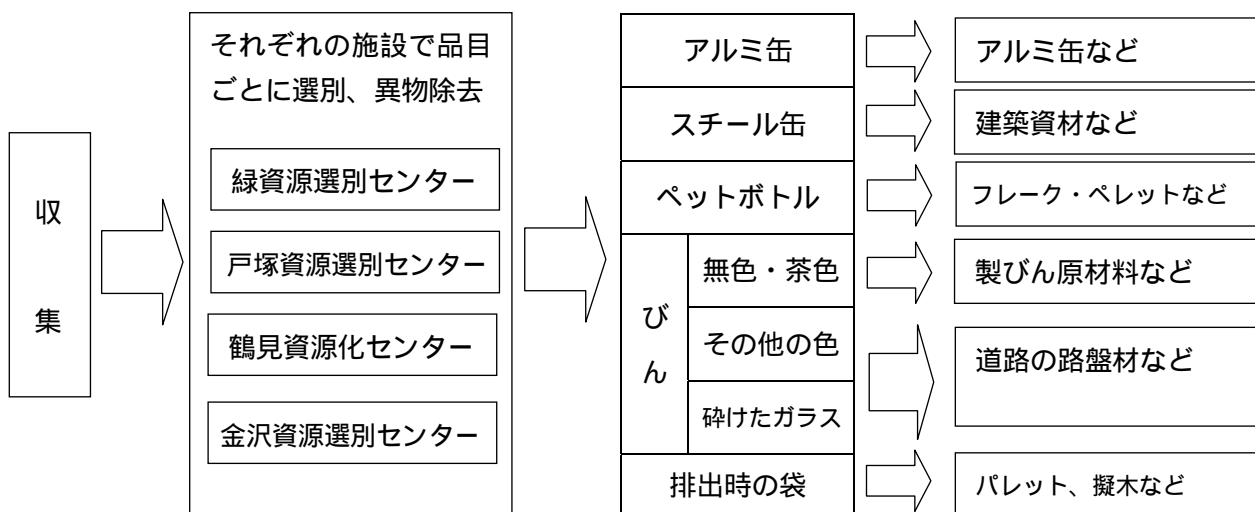 収
集
それぞれの施設で品目
ごとに選別、異物除去
緑資源選別センター
戸塚資源選別センター
鶴見資源化センター
金沢資源選別センター
アルミ缶
アルミ缶など
スチール缶
建築資材など
ペットボトル
フレーク・ペレットなど
びん
無色・茶色
製びん原材料など
その他の色
砕けたガラス
道路の路盤材など
排出時の袋
パレット、擬木など